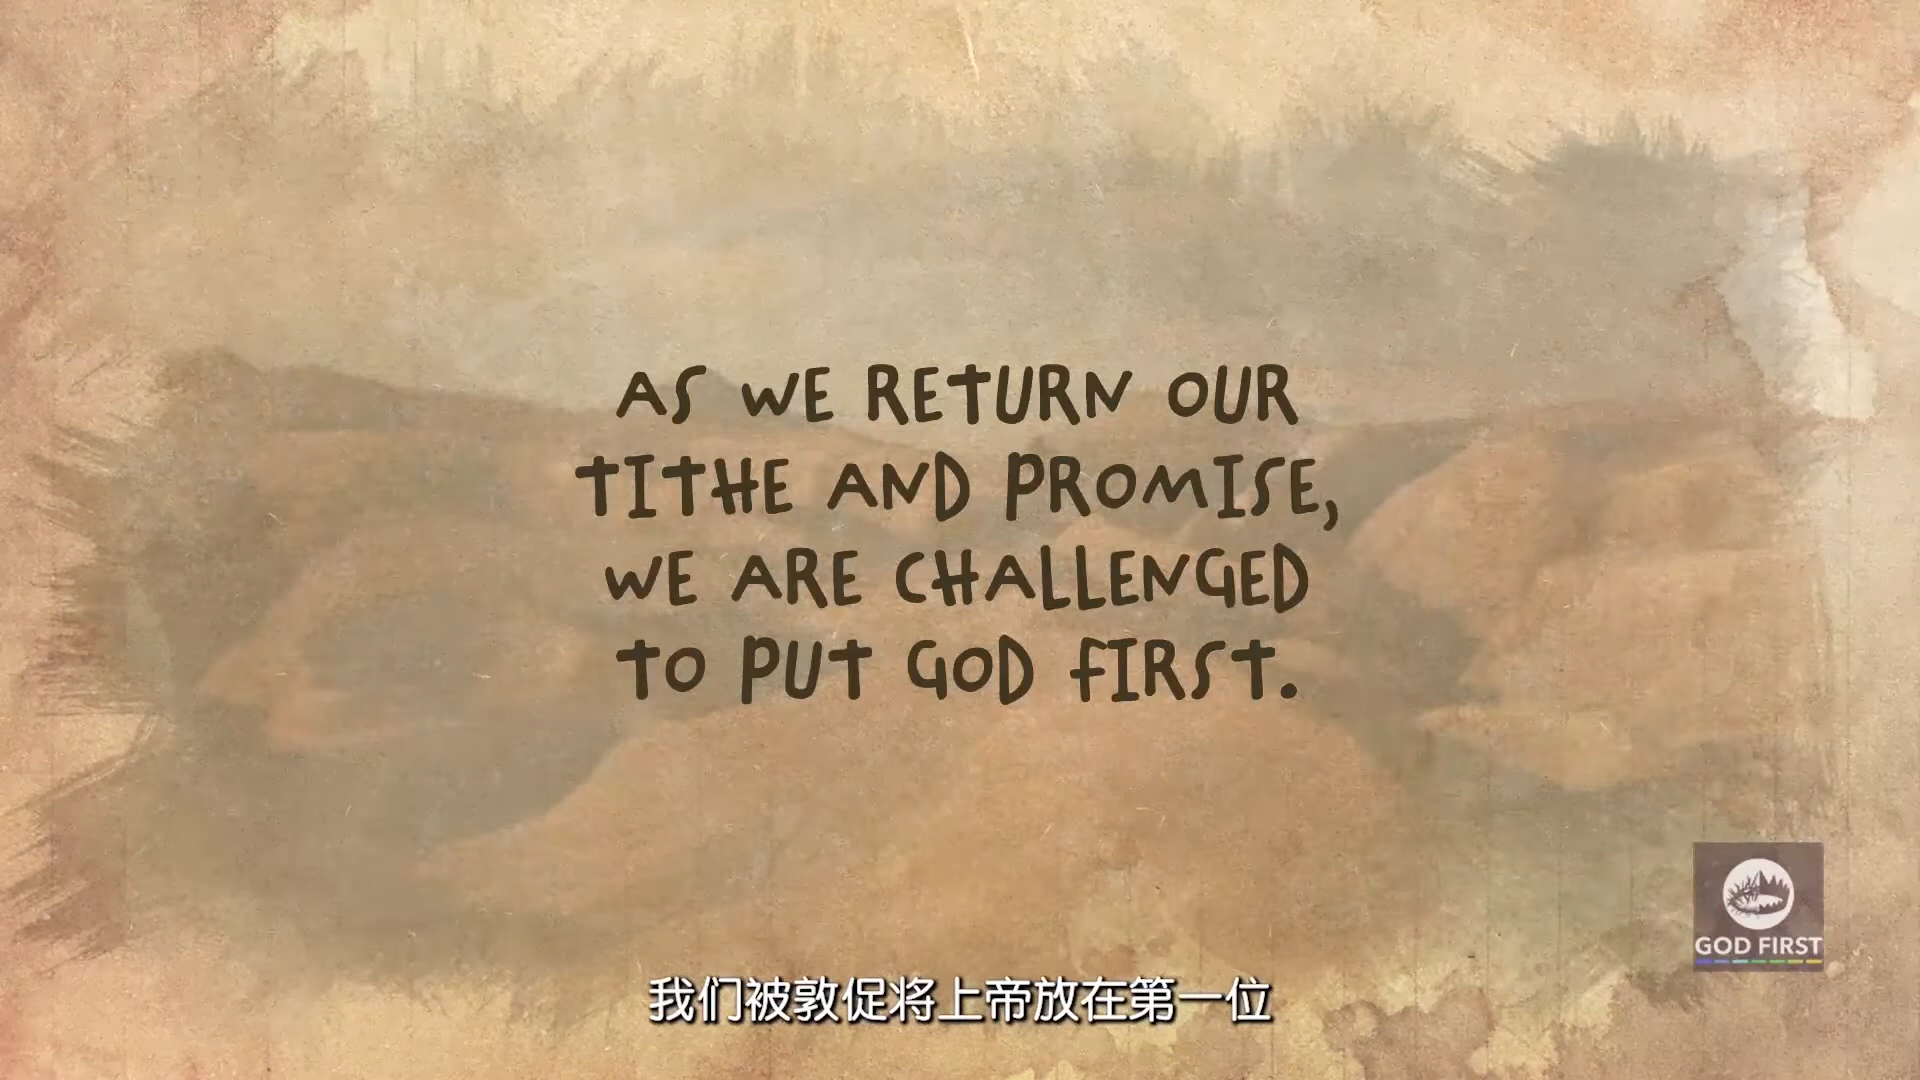 AS WE RETURN OUR
TITHE AND PROMISE,
WE ARE CHALLENGED
TO PUT GOD FIRST.
GOD FIRST
我们被敦促将上帝放在第一位